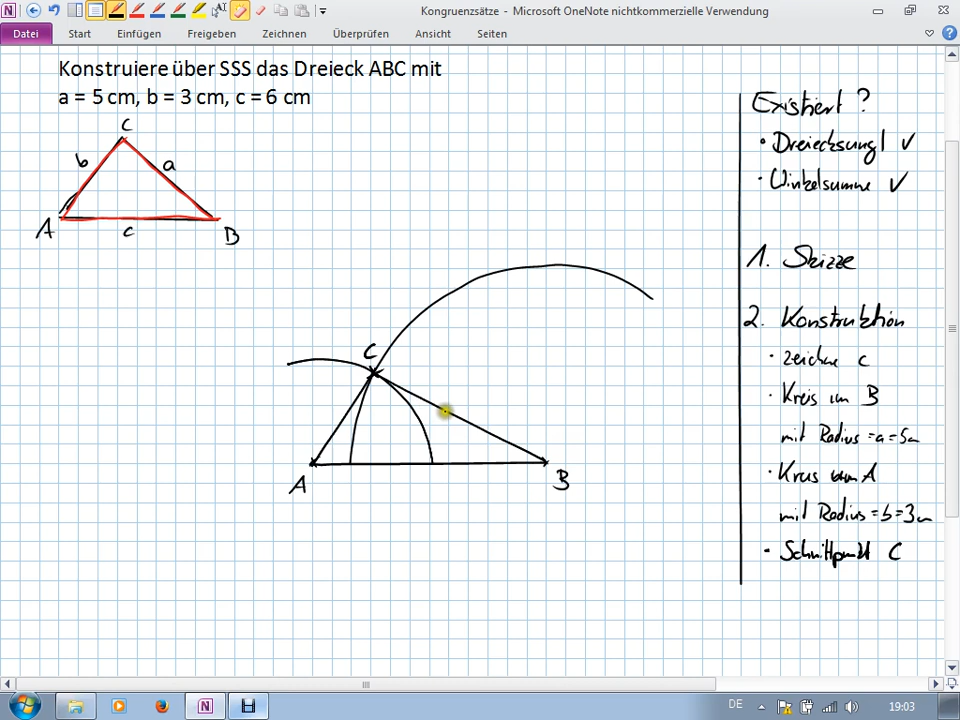 Kongruenzsätze - Microsoft OneNote nichtkommerzielle Verwendung
Datei Start Einfügen Freigeben Zeichnen Überprüfen Ansicht Seiten
Konstruiere über SSS das Dreieck ABC mit
a = 5 cm, b = 3 cm, c = 6 cm
C
b a
A c B
C
A B
Existiert ?
• Dreiecksungl ✓
• Winkelsumme ✓
1. Skizze
2. Konstruktion
• zeichne c
• Kreis um B
mit Radius = a = 5cm
• Kreis um A
mit Radius = b = 3cm
• Schnittpunkt C
DE 19:03